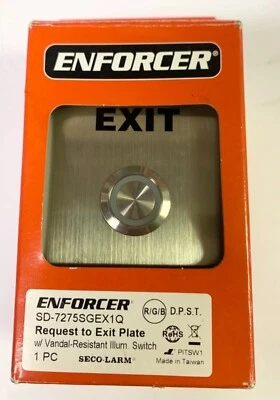 ENFORCER®
EXIT
ENFORCER®
SD-7275SGEX1Q
R/G/B D.P.S.T.
Request to Exit Plate
w/ Vandal-Resistant Illum. Switch
1 PC
SECO-LARM®
RoHS
PITSW1
Made in Taiwan